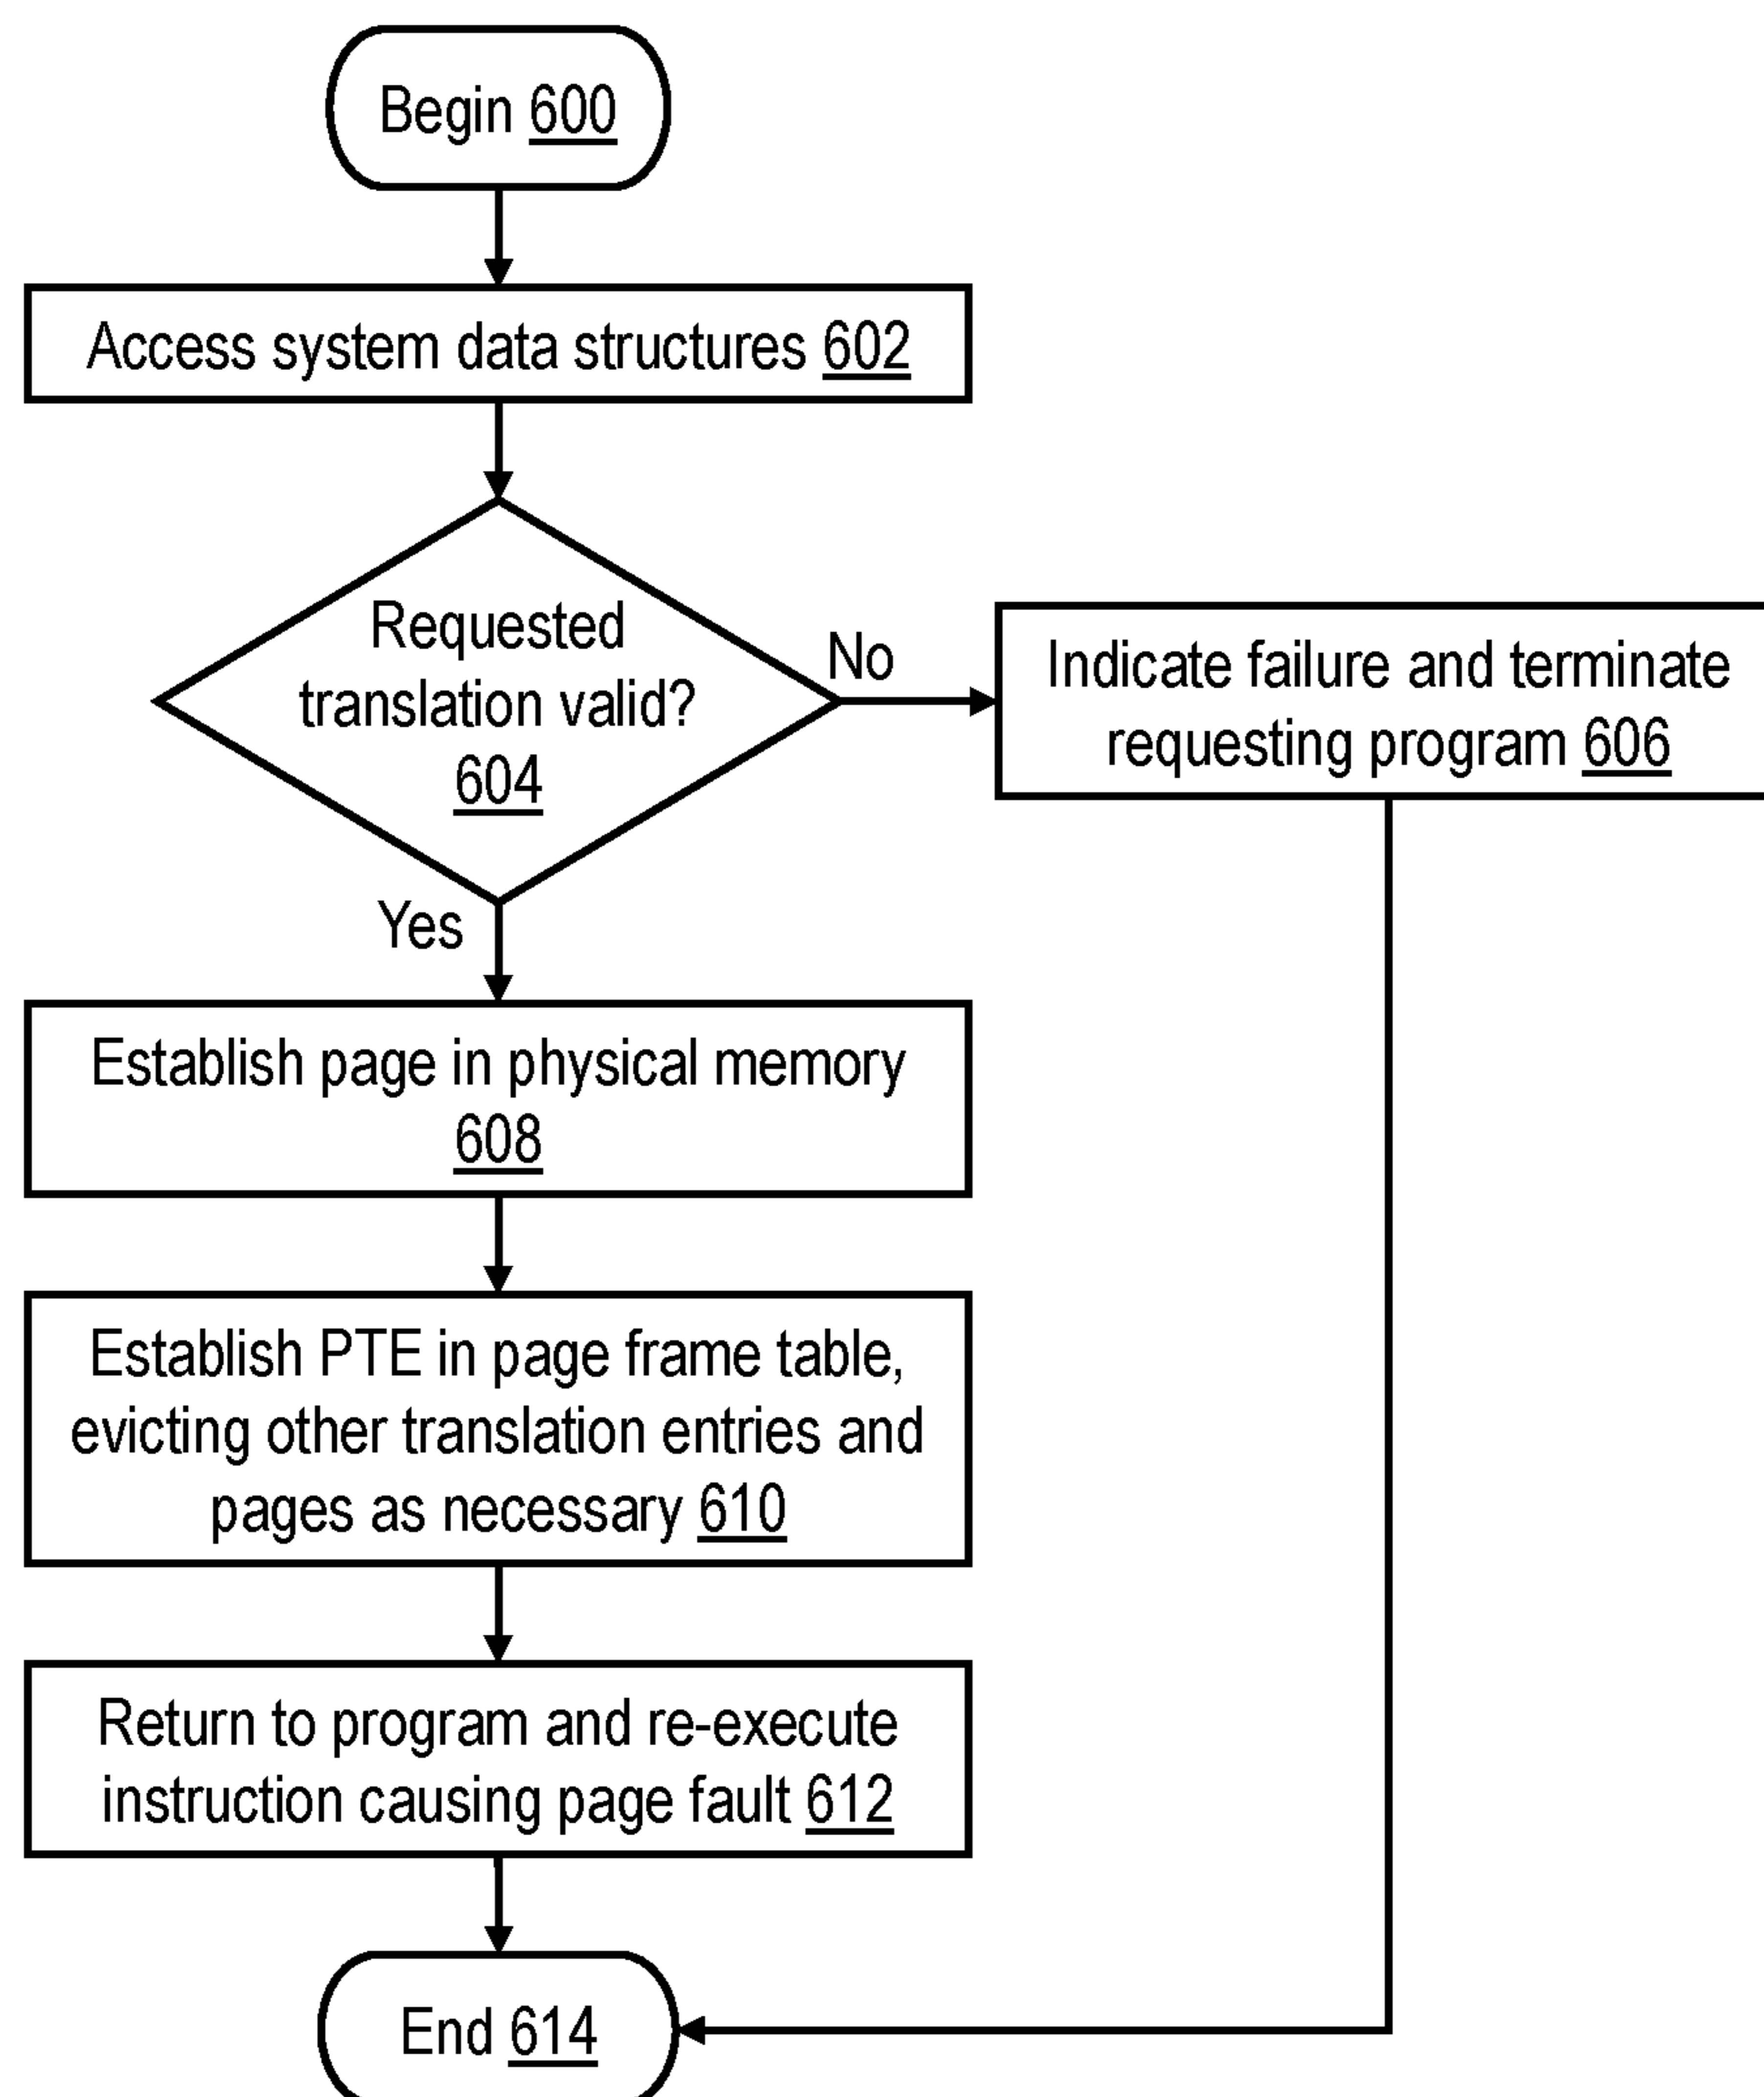 Begin 600
Access system data structures 602
Requested
translation valid?
604
No
Indicate failure and terminate
requesting program 606
Yes
Establish page in physical memory
608
Establish PTE in page frame table,
evicting other translation entries and
pages as necessary 610
Return to program and re-execute
instruction causing page fault 612
End 614